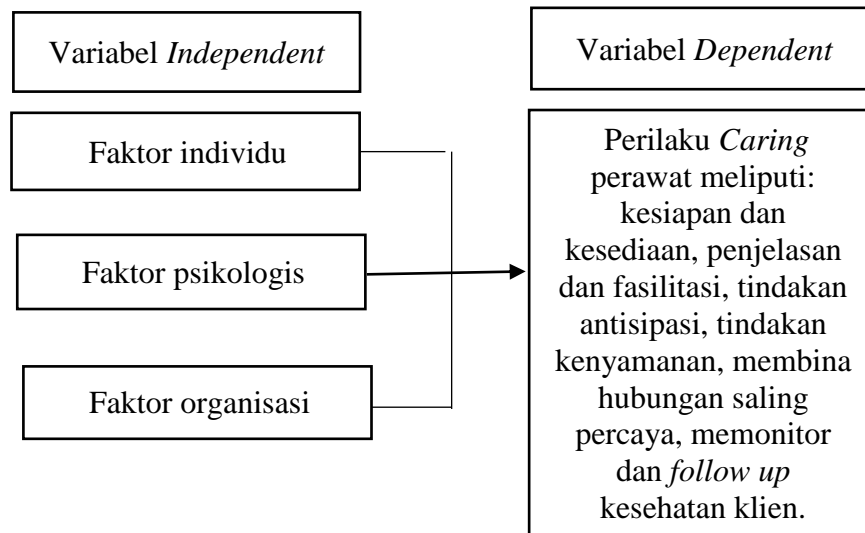 Variabel Independent
Variabel Dependent
Faktor individu
Faktor psikologis
Faktor organisasi
Perilaku Caring
perawat meliputi:
kesiapan dan
kesediaan, penjelasan
dan fasilitasi, tindakan
antisipasi, tindakan
kenyamanan, membina
hubungan saling
percaya, memonitor
dan follow up
kesehatan klien.